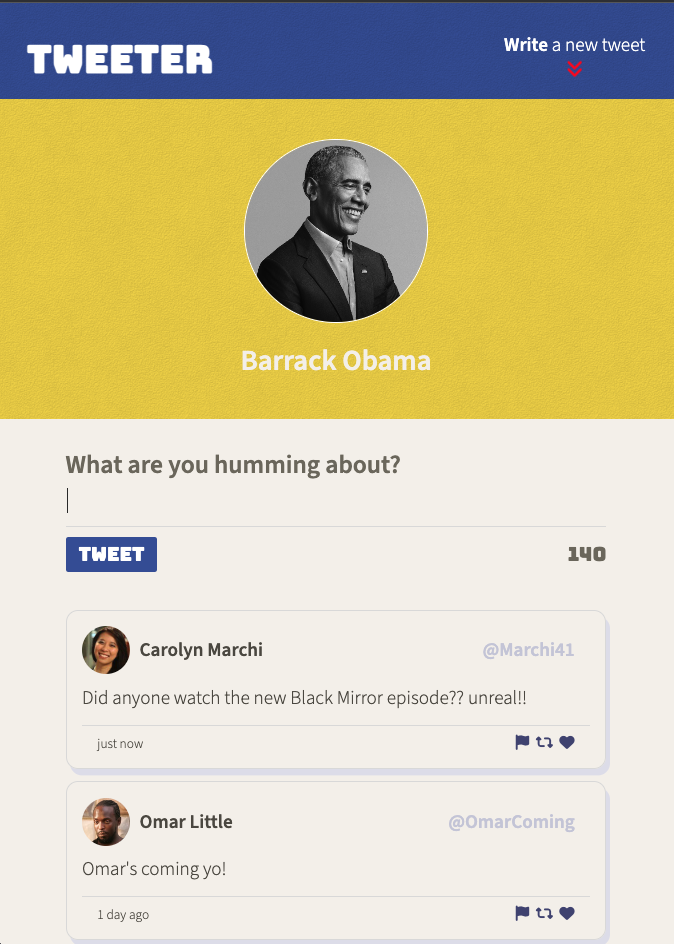 TWEETER
Write a new tweet
Barrack Obama
What are you humming about?
TWEET
140
Carolyn Marchi
@Marchi41
Did anyone watch the new Black Mirror episode?? unreal!!
just now
Omar Little
@OmarComing
Omar's coming yo!
1 day ago